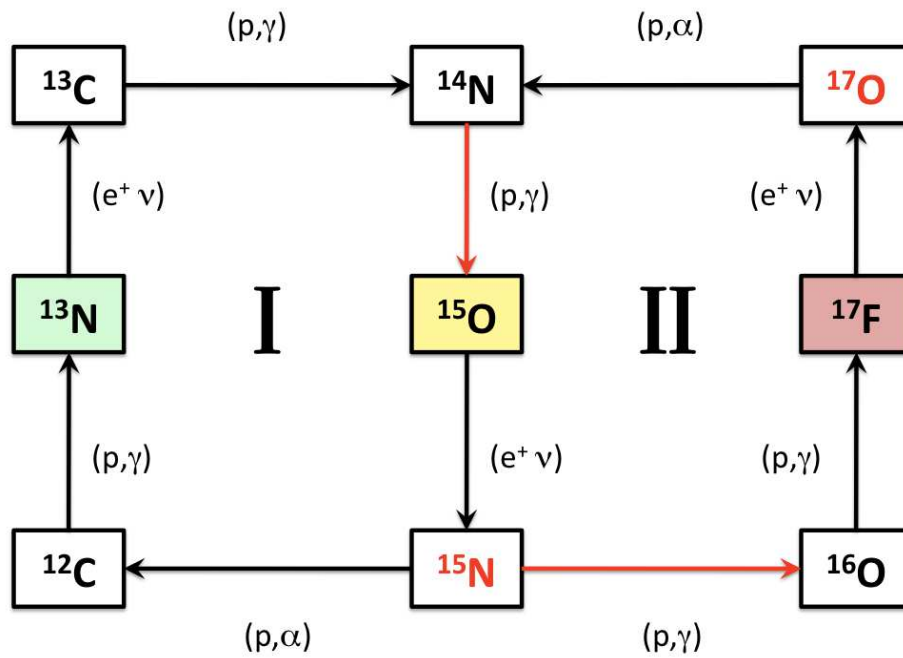 (p,γ) (p,α)
¹³C ¹⁴N ¹⁷O
(e⁺ ν) (p,γ) (e⁺ ν)
¹³N I ¹⁵O II ¹⁷F
(p,γ) (e⁺ ν) (p,γ)
¹²C ¹⁵N ¹⁶O
(p,α) (p,γ)